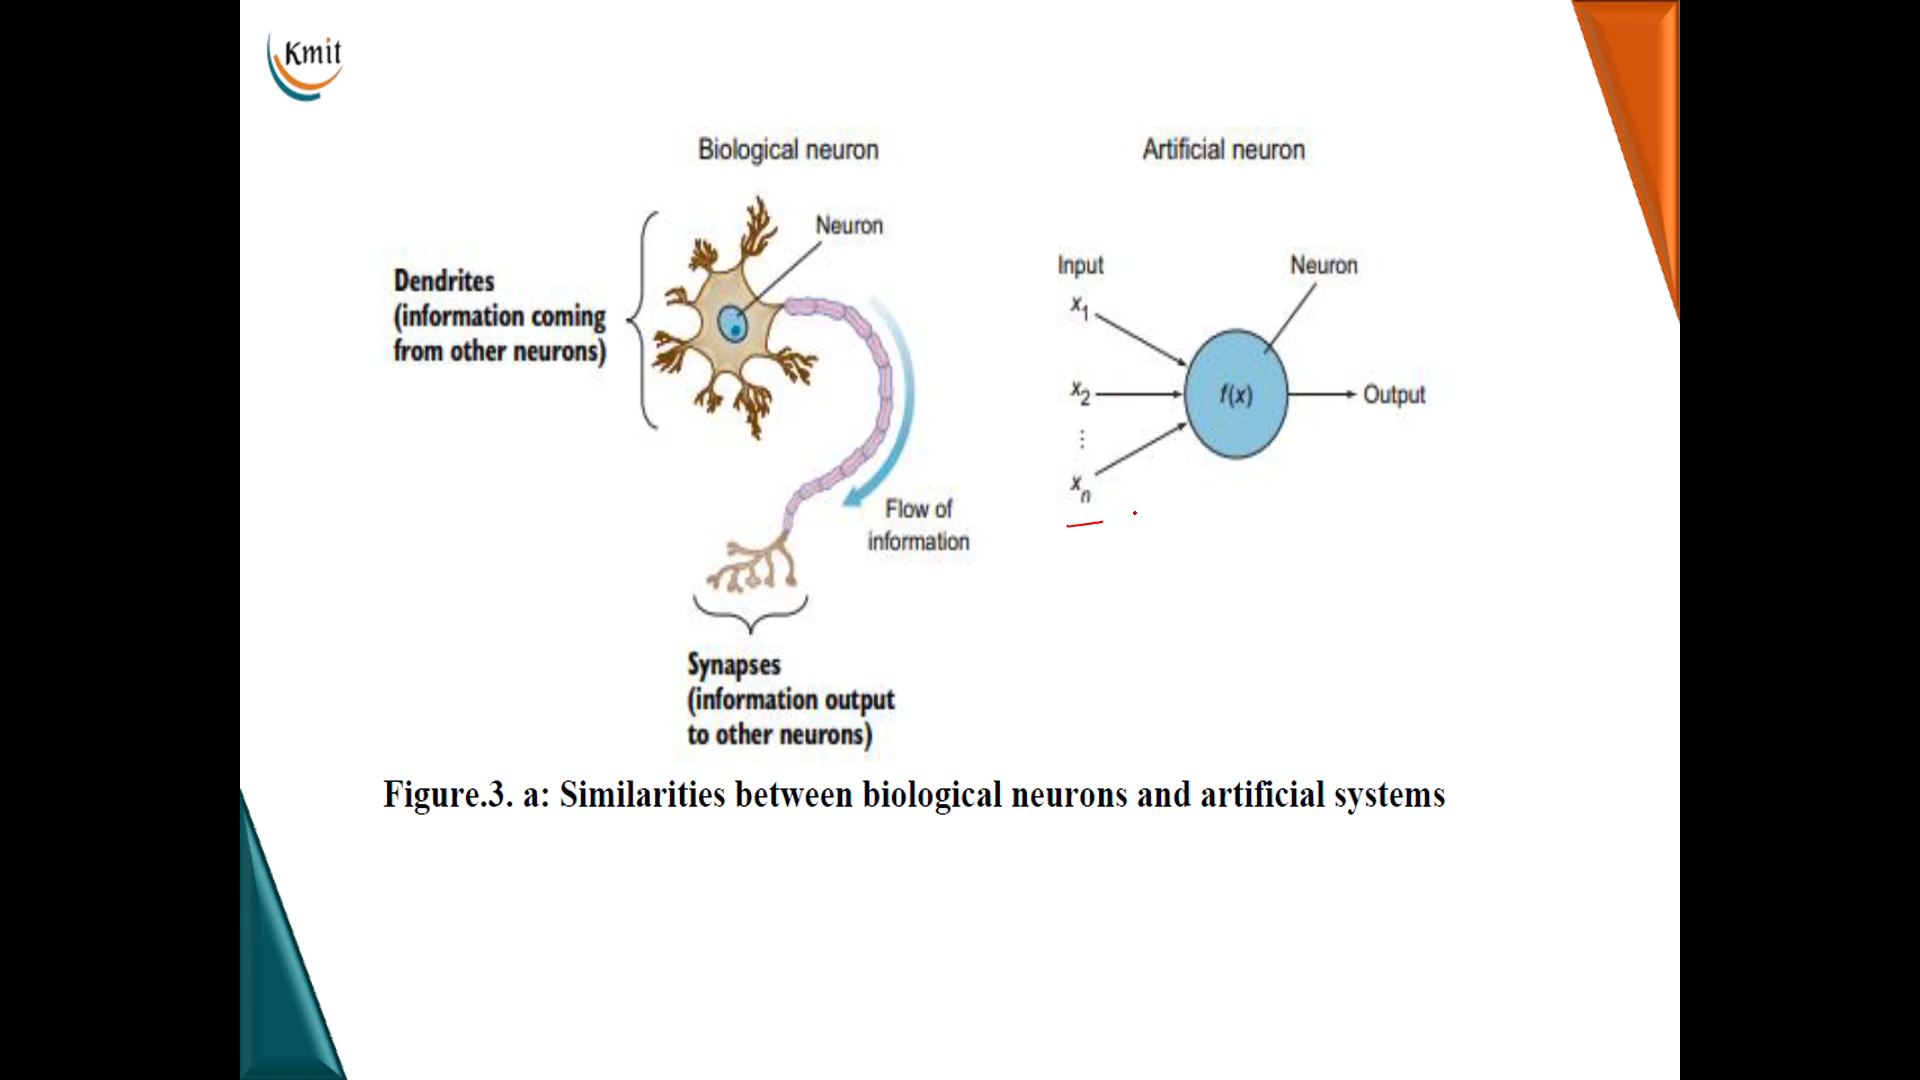 Kmit
Biological neuron
Neuron
Dendrites
(information coming
from other neurons)
Flow of
information
Synapses
(information output
to other neurons)
Artificial neuron
Input
Neuron
x1
x2
⋮
xn
f(x)
Output
Figure.3. a: Similarities between biological neurons and artificial systems